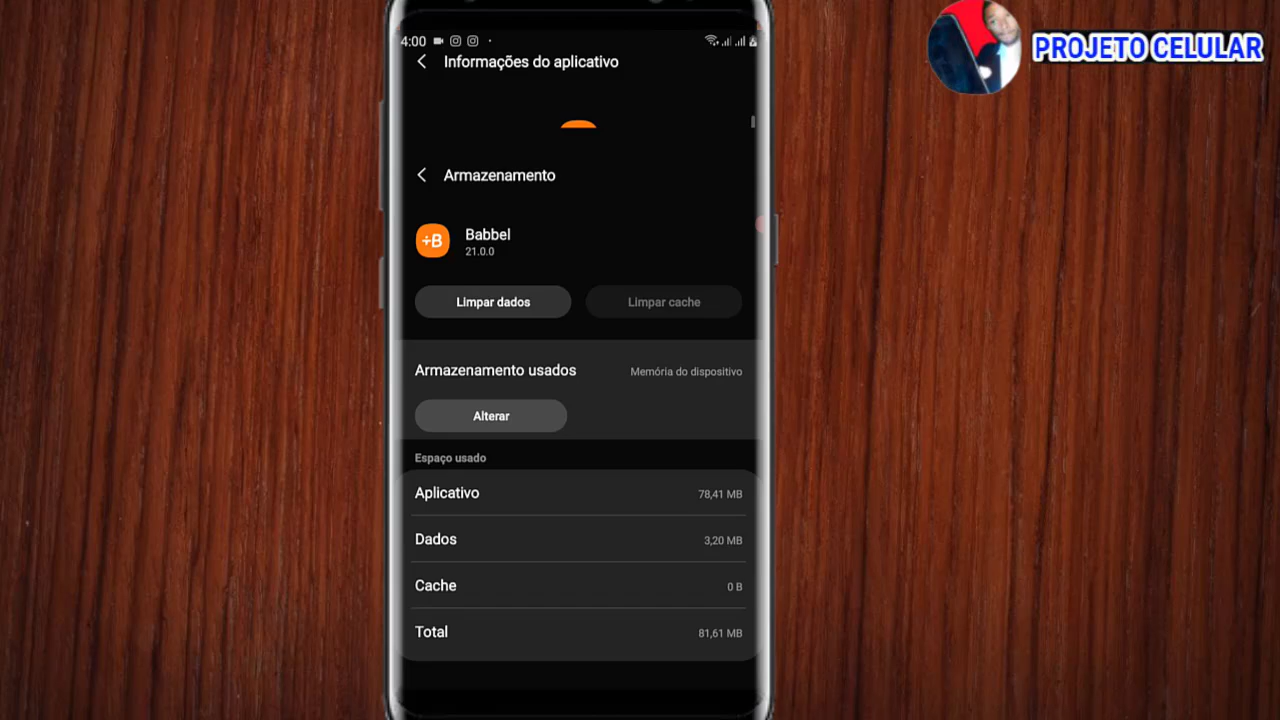 PROJETO CELULAR
4:00
Informações do aplicativo
Armazenamento
+B
Babbel
21.0.0
Limpar dados
Limpar cache
Armazenamento usados
Memória do dispositivo
Alterar
Espaço usado
Aplicativo
78,41 MB
Dados
3,20 MB
Cache
0 B
Total
81,61 MB